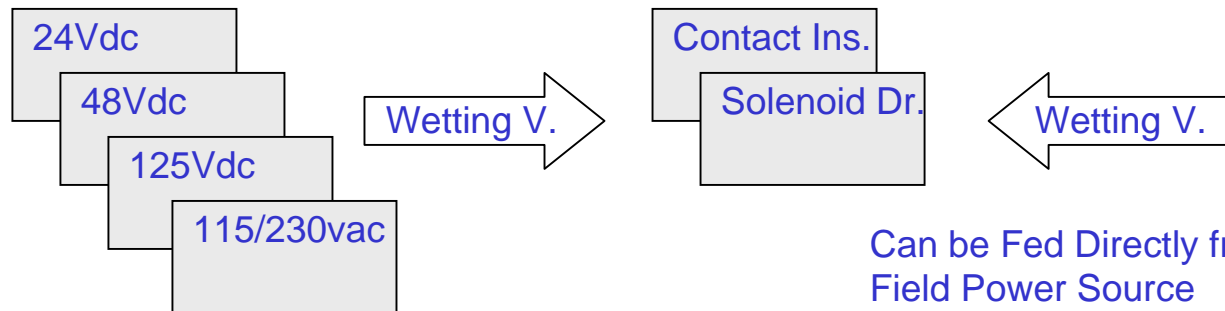 24Vdc
48Vdc
125Vdc
115/230vac
Wetting V.
Contact Ins.
Solenoid Dr.
Wetting V.
Can be Fed Directly
Field Power Source